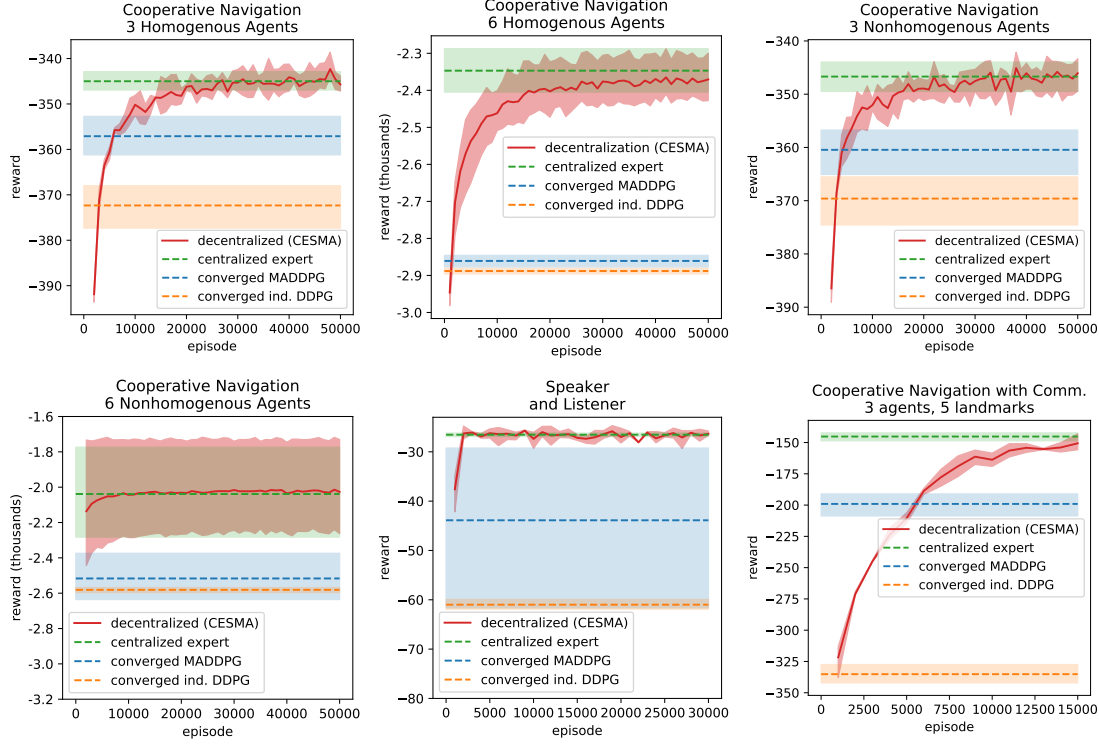 Cooperative Navigation
3 Homogenous Agents
−340
−350
−360
−370
−380
−390
reward
decentralized (CESMA)
centralized expert
converged MADDPG
converged ind. DDPG
0 10000 20000 30000 40000 50000
episode
Cooperative Navigation
6 Homogenous Agents
-2.3
-2.4
-2.5
-2.6
-2.7
-2.8
-2.9
-3.0
reward (thousands)
decentralization (CESMA)
centralized expert
converged MADDPG
converged ind. DDPG
0 10000 20000 30000 40000 50000
episode
Cooperative Navigation
3 Nonhomogenous Agents
−340
−350
−360
−370
−380
−390
reward
decentralized (CESMA)
centralized expert
converged MADDPG
converged ind. DDPG
0 10000 20000 30000 40000 50000
episode
Cooperative Navigation
6 Nonhomogenous Agents
-1.6
-1.8
-2.0
-2.2
-2.4
-2.6
-2.8
-3.0
-3.2
reward (thousands)
decentralized (CESMA)
centralized expert
converged MADDPG
converged ind. DDPG
0 10000 20000 30000 40000 50000
episode
Speaker
and Listener
−30
−40
−50
−60
−70
−80
reward
decentralized (CESMA)
centralized expert
converged MADDPG
converged ind. DDPG
0 5000 10000 15000 20000 25000 30000
episode
Cooperative Navigation with Comm.
3 agents, 5 landmarks
−150
−175
−200
−225
−250
−275
−300
−325
−350
reward
decentralization (CESMA)
centralized expert
converged MADDPG
converged ind. DDPG
0 2500 5000 7500 10000 12500 15000
episode